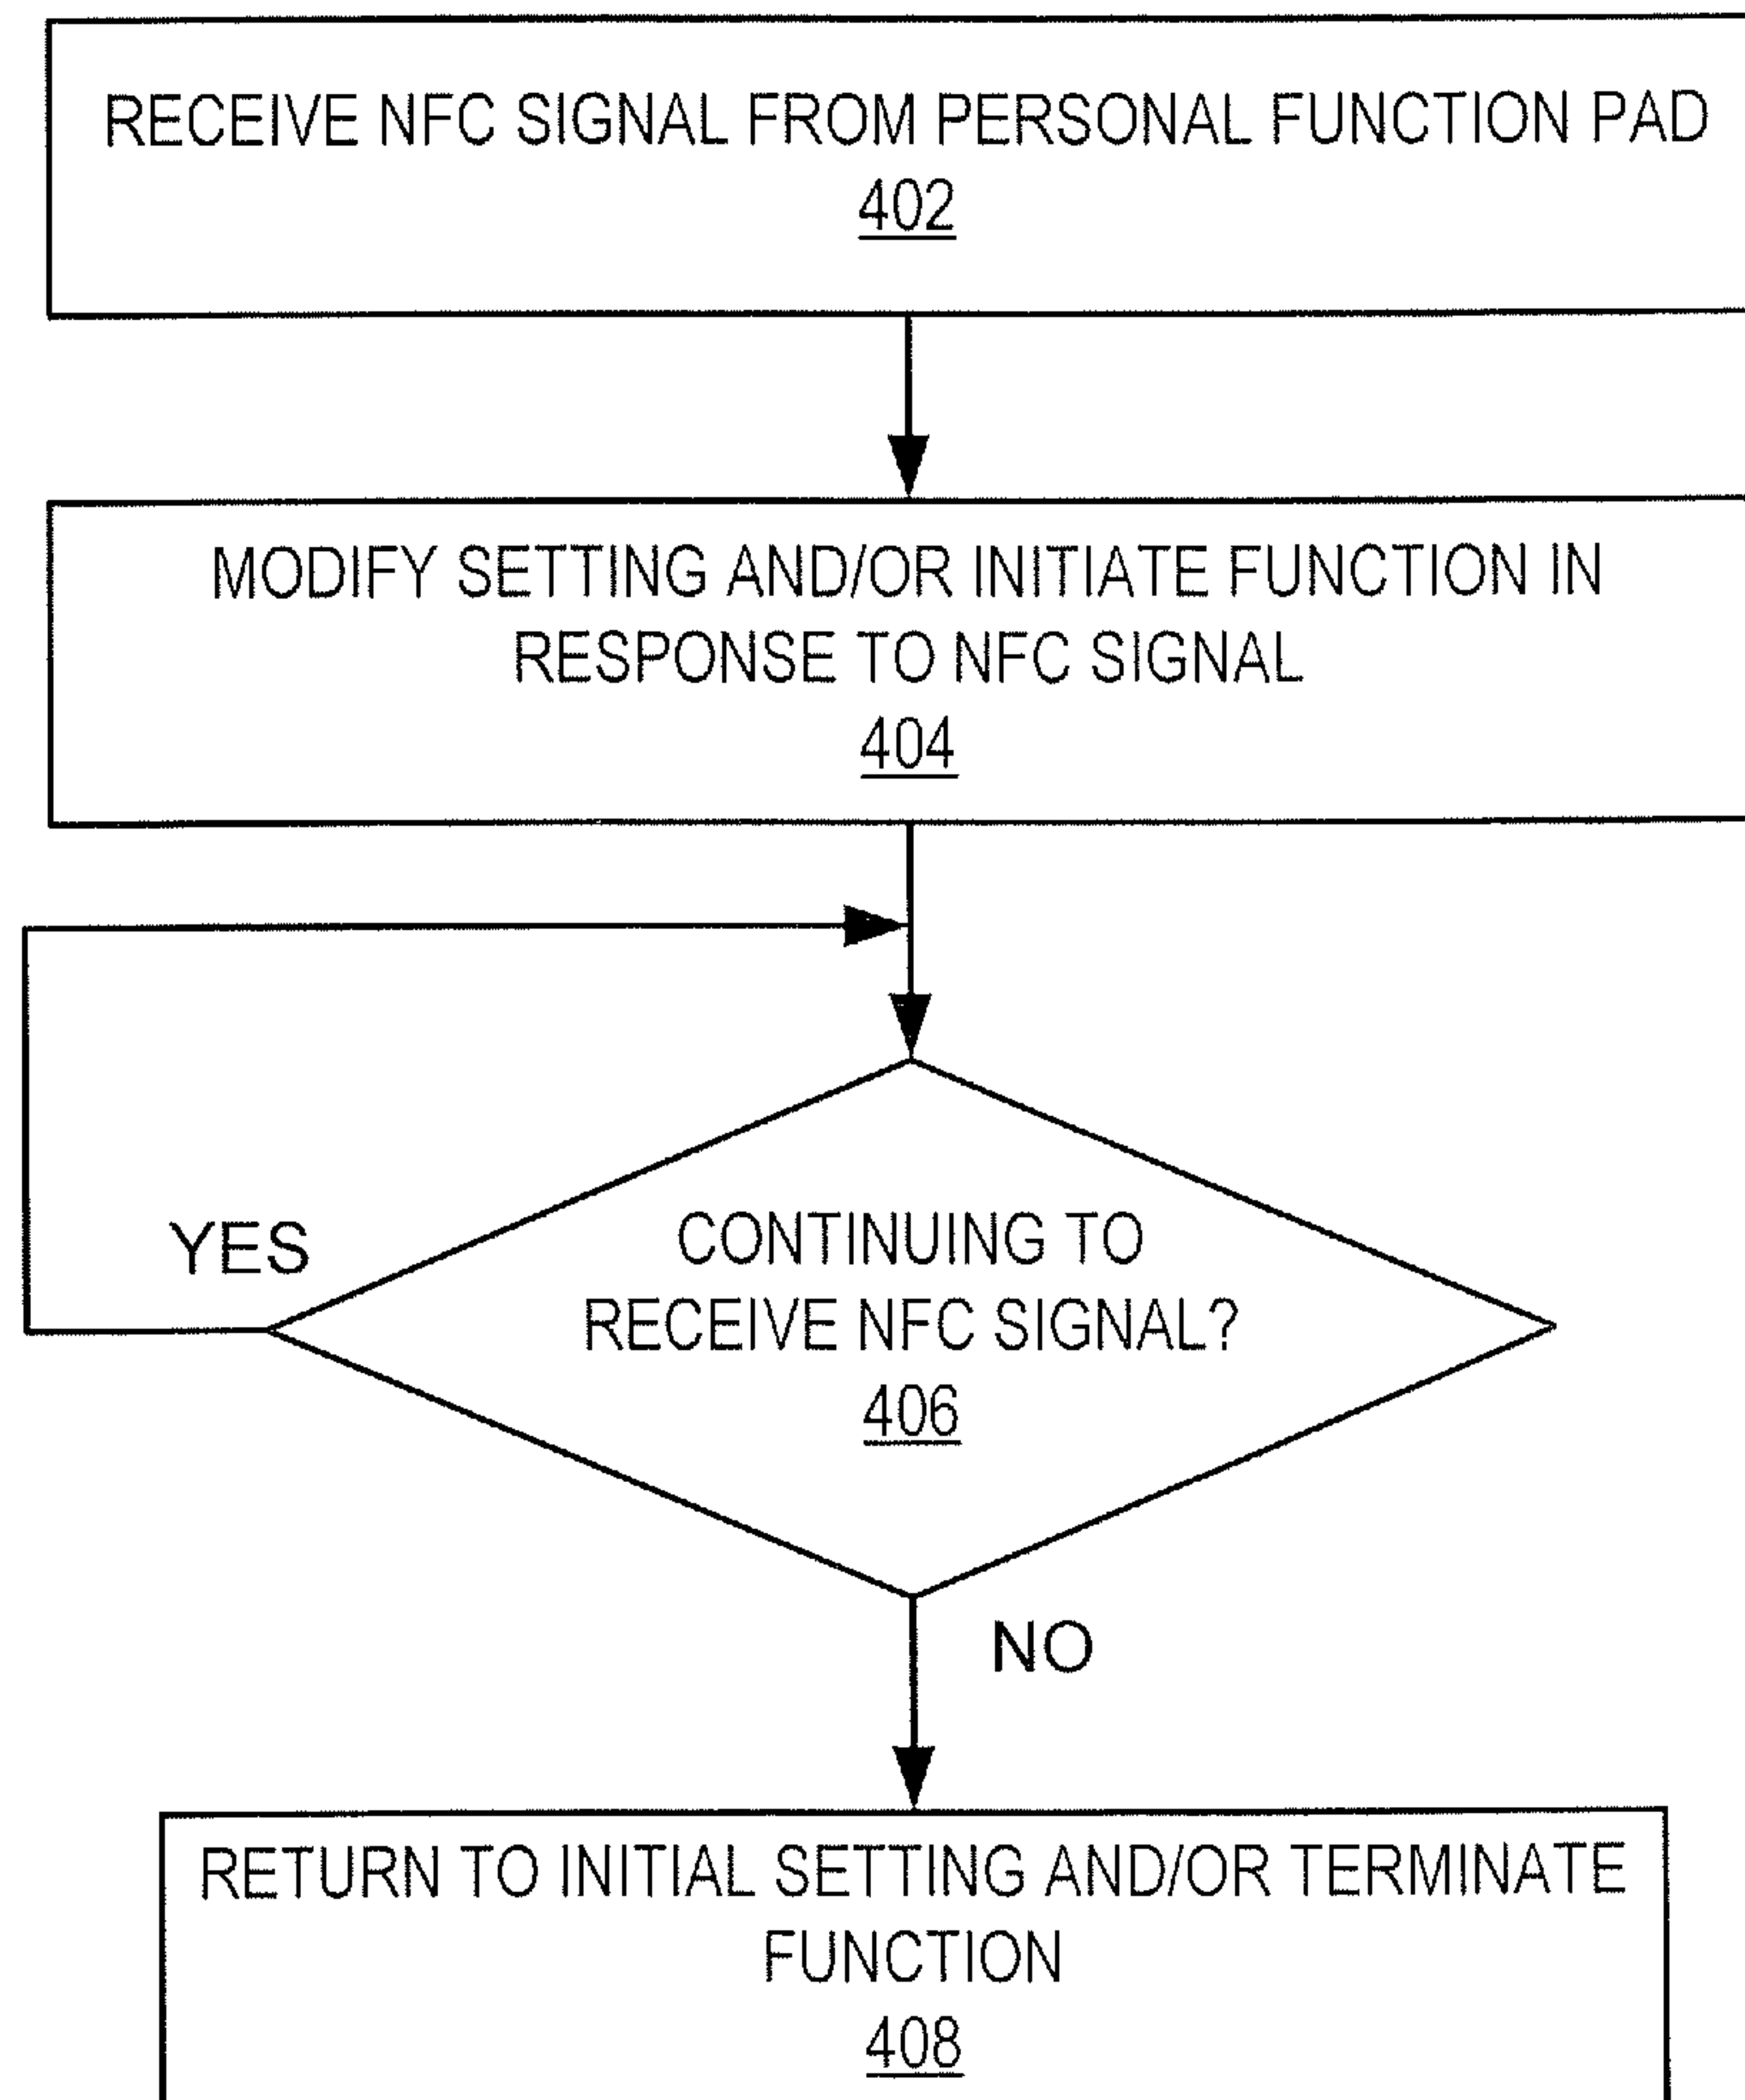 RECEIVE NFC SIGNAL FROM PERSONAL FUNCTION PAD
402
MODIFY SETTING AND/OR INITIATE FUNCTION IN
RESPONSE TO NFC SIGNAL
404
YES
CONTINUING TO
RECEIVE NFC SIGNAL?
406
NO
RETURN TO INITIAL SETTING AND/OR TERMINATE
FUNCTION
408